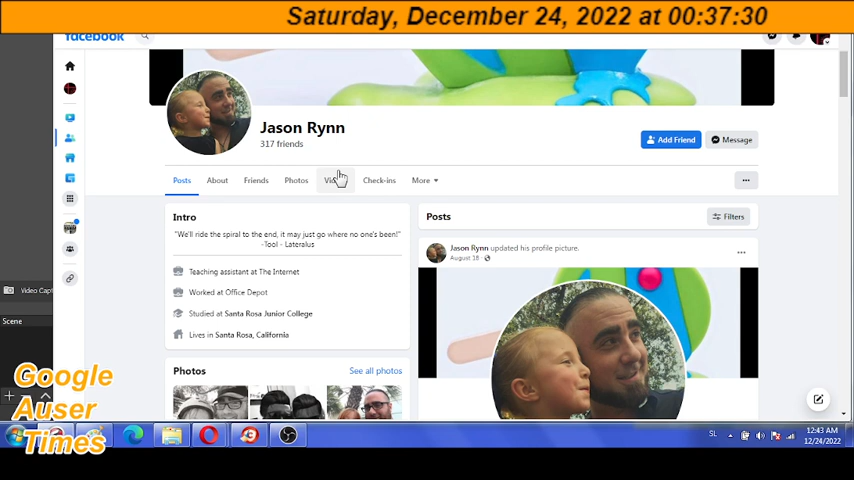 Saturday, December 24, 2022 at 00:37:30
facebook
Jason Rynn
317 friends
Add Friend
Message
Posts
About
Friends
Photos
Check-ins
More
Intro
"We'll ride the spiral to the end, it may just go where no one's been!"
-Tool - Lateralus
Teaching assistant at The Internet
Worked at Office Depot
Studied at Santa Rosa Junior College
Lives in Santa Rosa, California
Photos
See all photos
Posts
Filters
Jason Rynn updated his profile picture.
August 18
Video Capt
Scene
Google
Auser
Times
SL
12:43 AM
12/24/2022